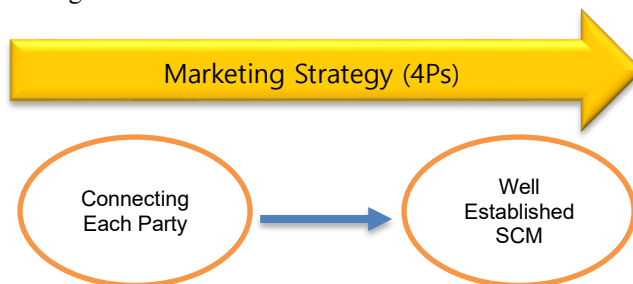 Marketing Strategy (4Ps)
Connecting
Each Party
Well
Established
SCM